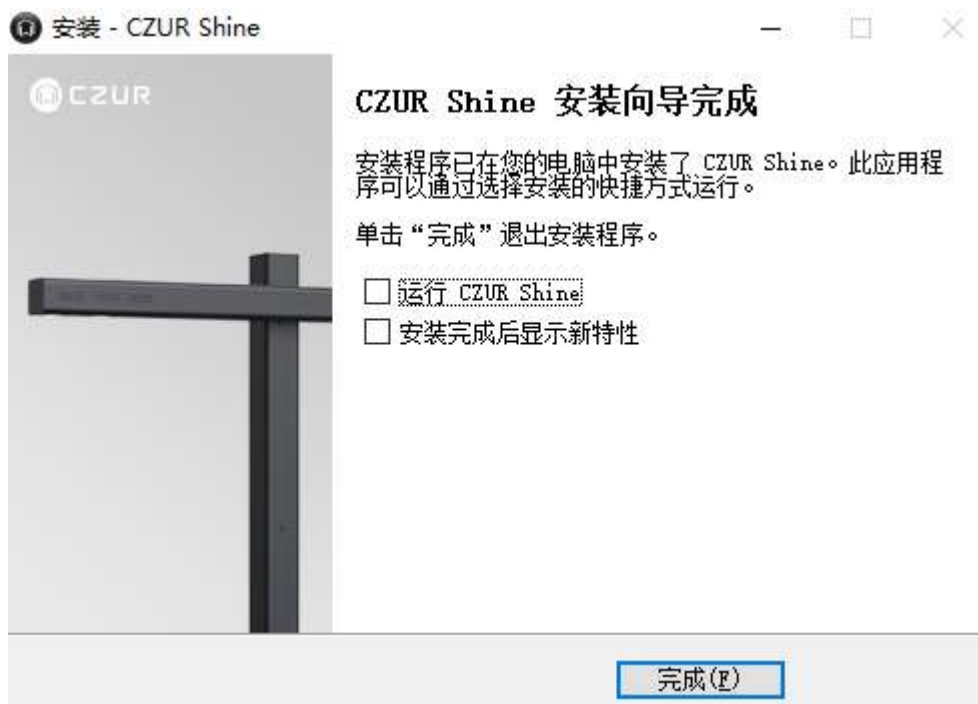 安装 - CZUR Shine
CZUR
CZUR Shine 安装向导完成
安装程序已在您的电脑中安装了 CZUR Shine。此应用程
序可以通过选择安装的快捷方式运行。
单击“完成”退出安装程序。
运行 CZUR Shine
安装完成后显示新特性
完成(F)